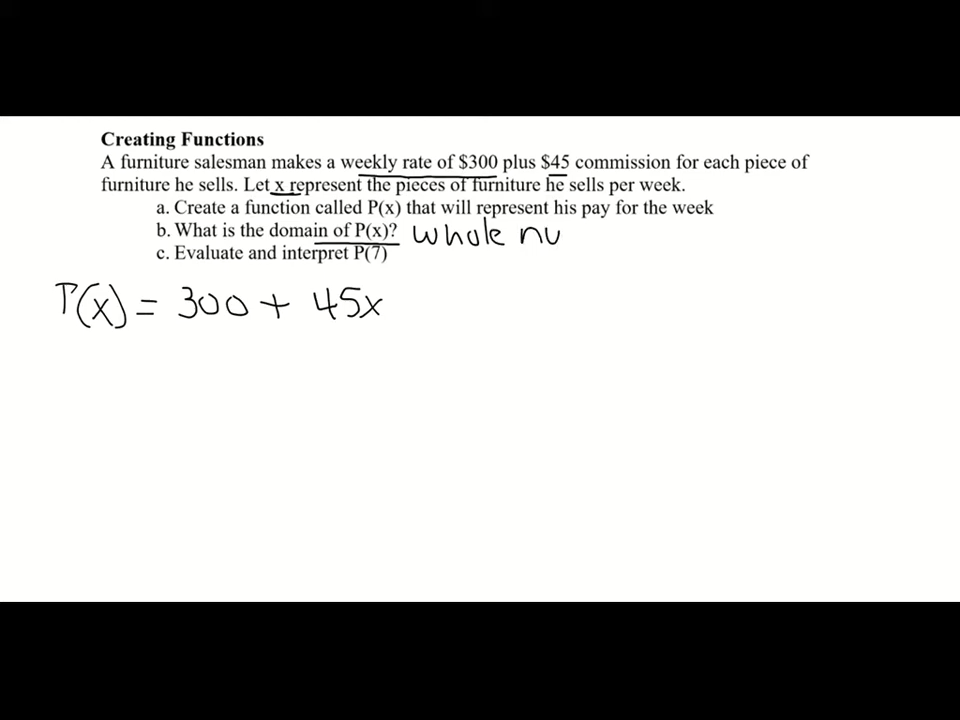 Creating Functions
A furniture salesman makes a weekly rate of $300 plus $45 commission for each piece of
furniture he sells. Let x represent the pieces of furniture he sells per week.
a. Create a function called P(x) that will represent his pay for the week
b. What is the domain of P(x)? whole nu
c. Evaluate and interpret P(7)
P(x) = 300 + 45x